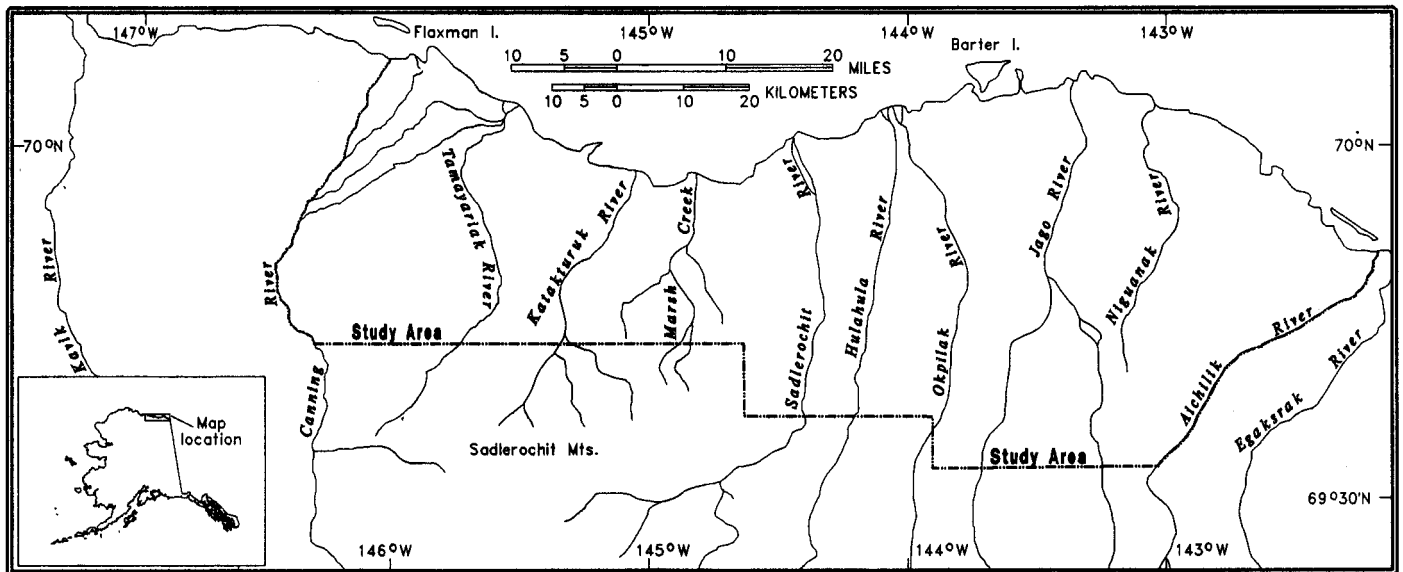 147°W
Flaxman I.
145°W
144°W
Barter I.
143°W
10 5 0 10 20 MILES
10 5 0 10 20 KILOMETERS
70°N
70°N
Kavik River
Canning River
Tamayariak River
Katakturuk River
Marsh Creek
Sadlerochit River
Hulahula River
Okpilak River
Jago River
Niguanak River
Aichilik River
Egaksrak River
Study Area
Map
location
Sadlerochit Mts.
Study Area
69°30'N
146°W
145°W
144°W
143°W